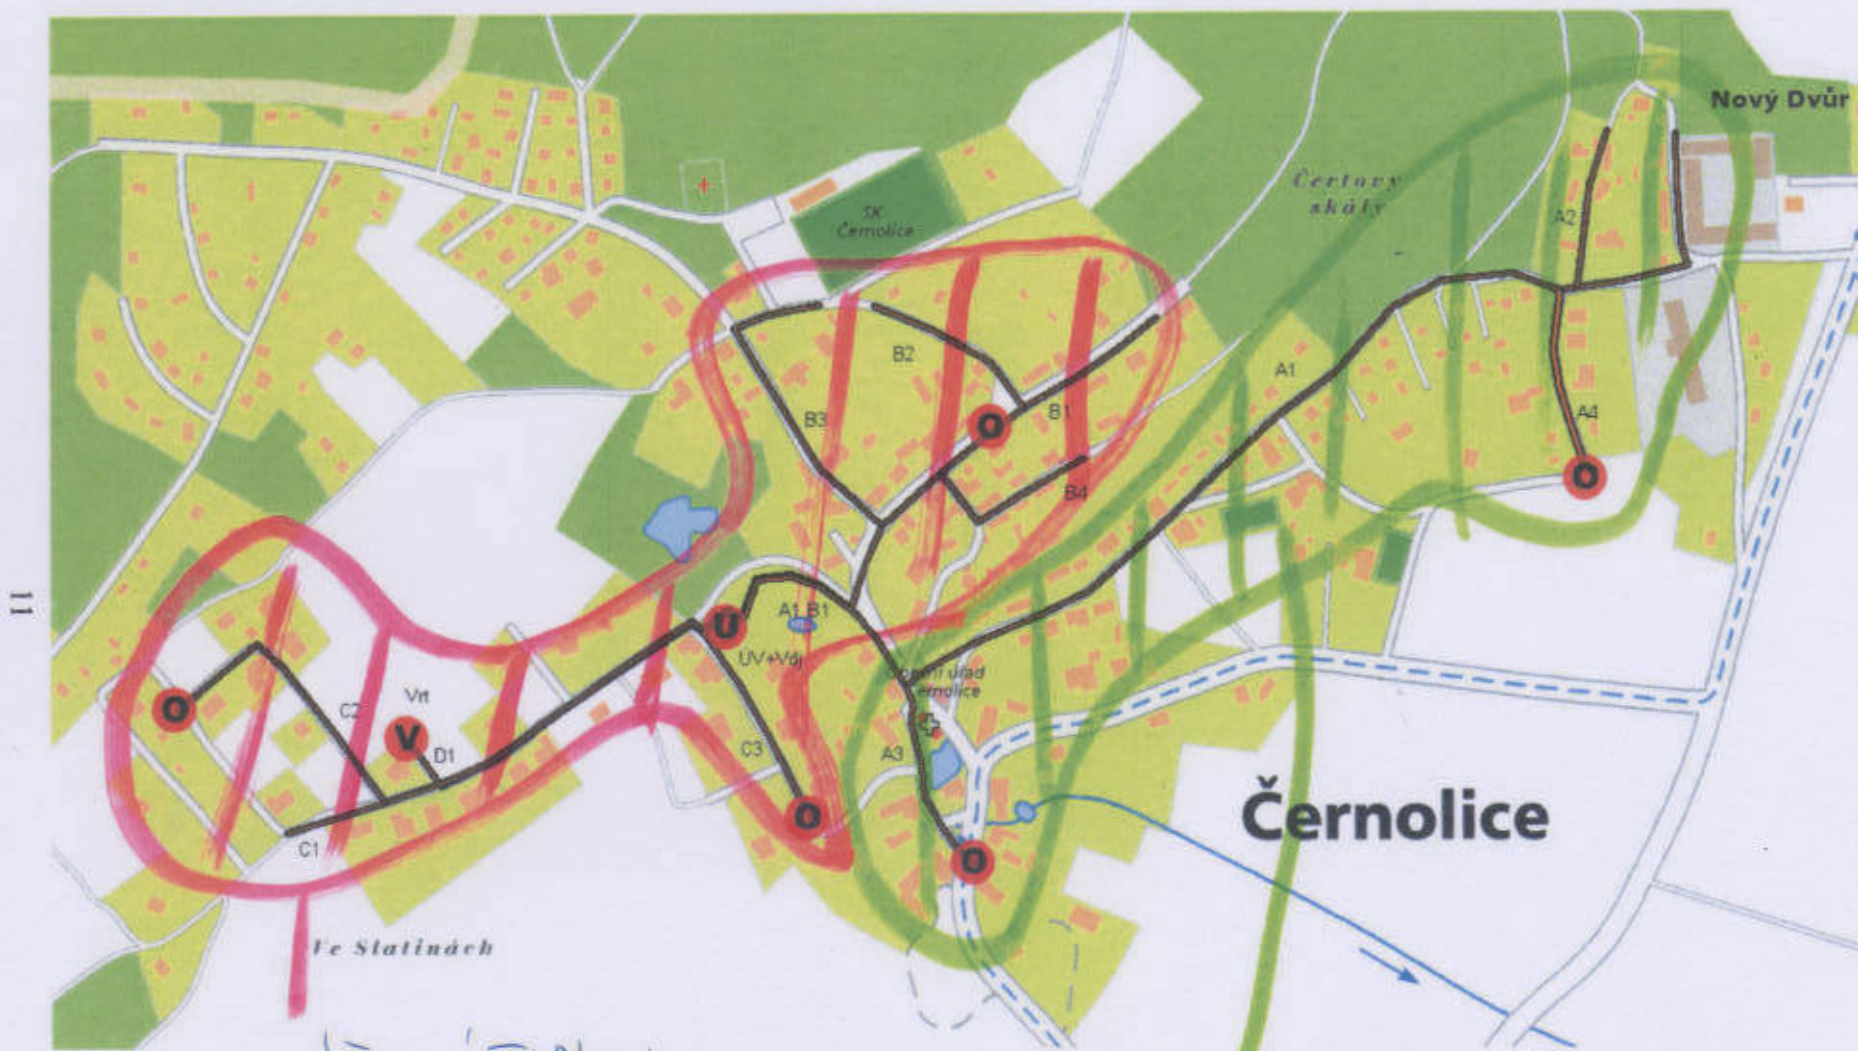 Nový Dvůr
Čertovy
skály
SK
Černolice
A2
B2
A1
B3
O
B1
A4
O
B4
A1 B1
U
ÚV+Vdj
úřad
C2
Vrt
O
V
D1
C3
A3
O
O
Černolice
C1
Ve Slatinách
11